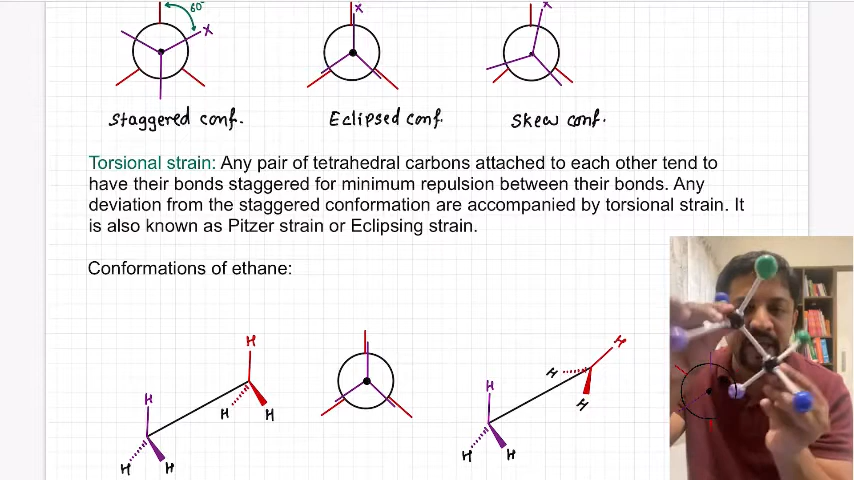 60°
X
X
X
Staggered conf.
Eclipsed conf.
Skew conf.
Torsional strain: Any pair of tetrahedral carbons attached to each other tend to
have their bonds staggered for minimum repulsion between their bonds. Any
deviation from the staggered conformation are accompanied by torsional strain. It
is also known as Pitzer strain or Eclipsing strain.
Conformations of ethane:
H
H
H
H
H
H
H
H
H
H
H
H